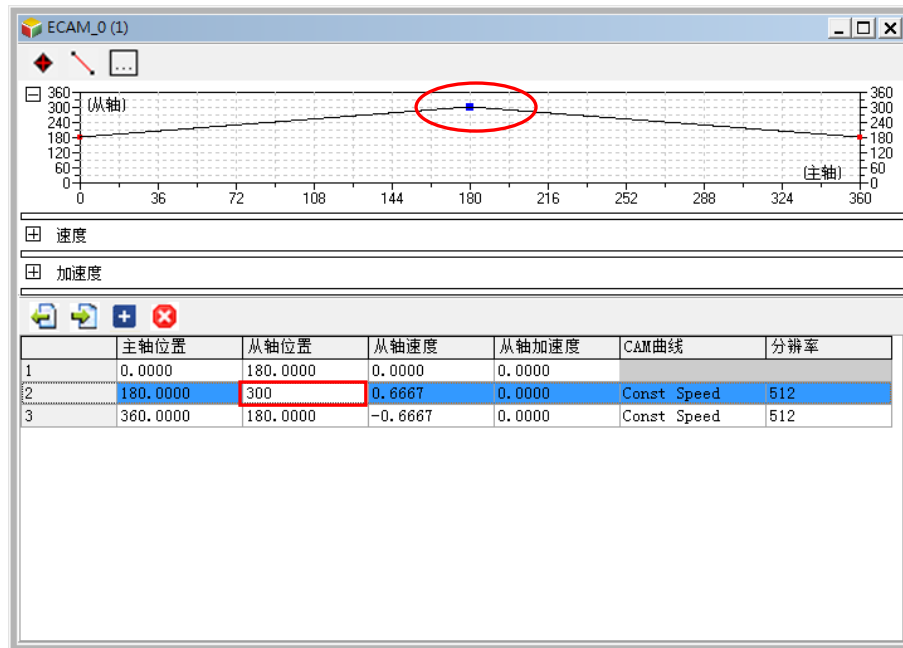 ECAM_0 (1)
360 (从轴) 360
300 300
240 240
180 180
120 120
60 (主轴) 60
0 0
0 36 72 108 144 180 216 252 288 324 360
速度
加速度
主轴位置 从轴位置 从轴速度 从轴加速度 CAM曲线 分辨率
1 0.0000 180.0000 0.0000 0.0000
2 180.0000 300 0.6667 0.0000 Const Speed 512
3 360.0000 180.0000 -0.6667 0.0000 Const Speed 512